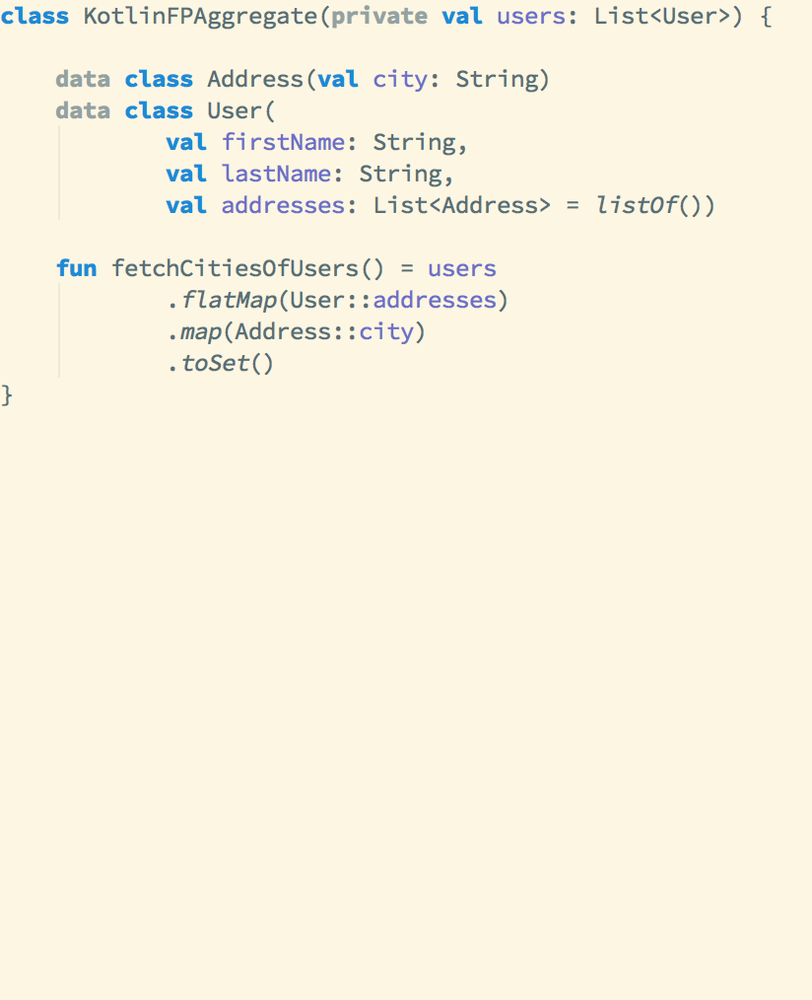 class KotlinFPAggregate(private val users: List<User>) {
data class Address(val city: String)
data class User(
val firstName: String,
val lastName: String,
val addresses: List<Address> = listOf())
fun fetchCitiesOfUsers() = users
.flatMap(User::addresses)
.map(Address::city)
.toSet()
}